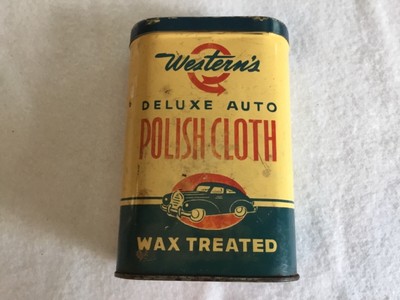 Western's
DELUXE AUTO
POLISH CLOTH
WAX TREATED